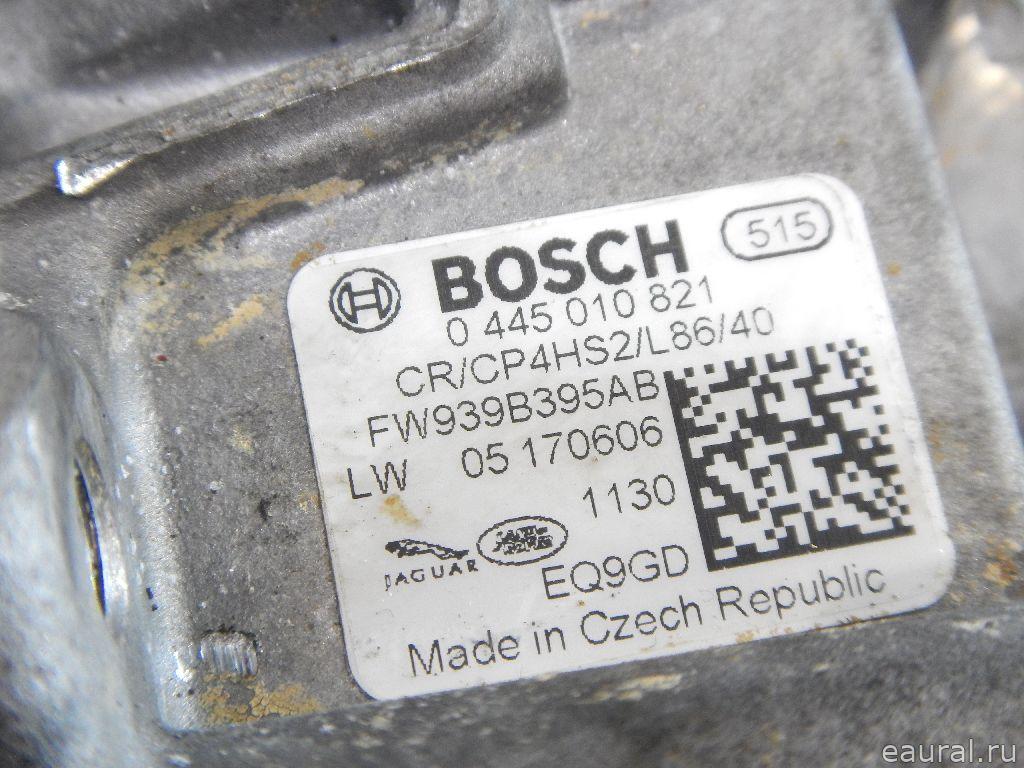 BOSCH 515
0 445 010 821
CR/CP4HS2/L86/40
FW939B395AB
LW 05 170606
1130
JAGUAR
EQ9GD
Made in Czech Republic
eaural.ru